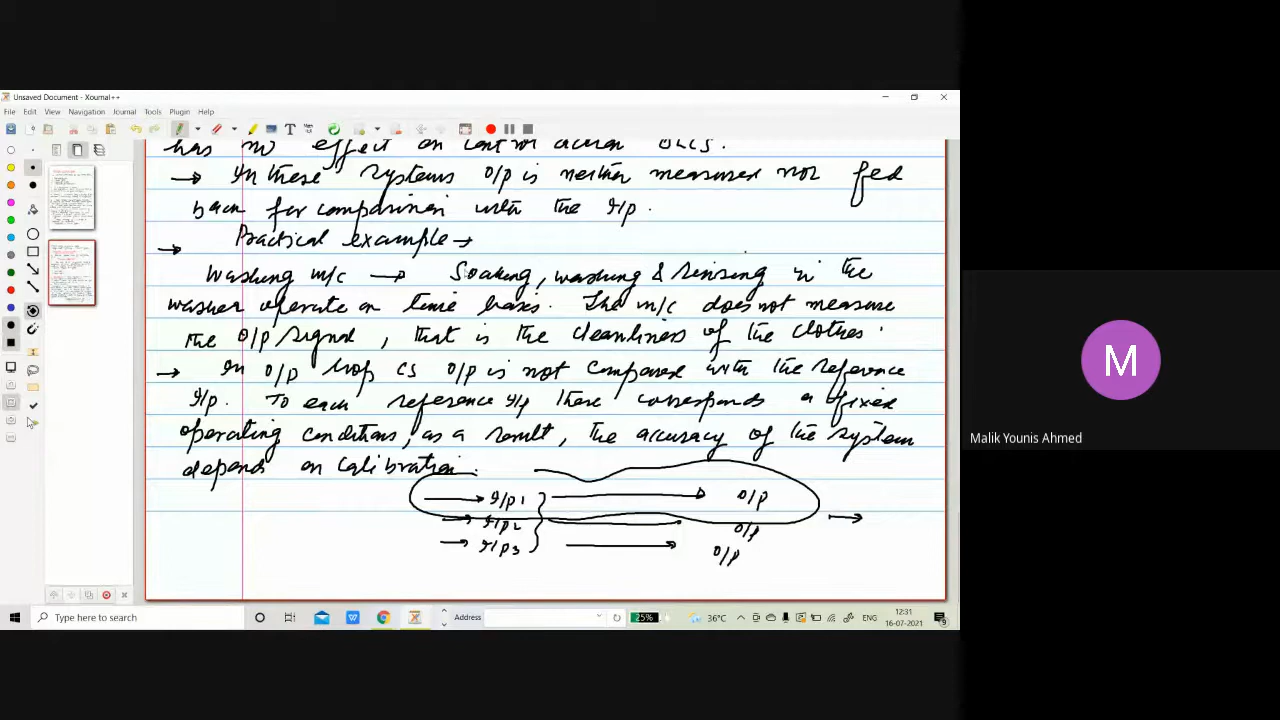 Unsaved Document - Xournal++
File Edit View Navigation Journal Tools Plugin Help
has no effect on control action OLCS.
→ In these systems O/p is neither measured nor fed
back for comparison with the I/p.
→ Practical example →
Washing m/c → Soaking, washing & rinsing in the
washer operate on time basis. The m/c does not measure
the O/p signal, that is the cleanliness of the clothes.
→ In O/p loop CS O/p is not compared with the reference
I/p. To each reference I/p there corresponds a fixed
operating conditions, as a result, the accuracy of the system
depends on Calibration.
→ I/p1 → O/p
→ I/p2 O/p →
→ I/p3 → O/p
M
Malik Younis Ahmed
Type here to search
Address
25%
36°C
ENG
12:31
16-07-2021